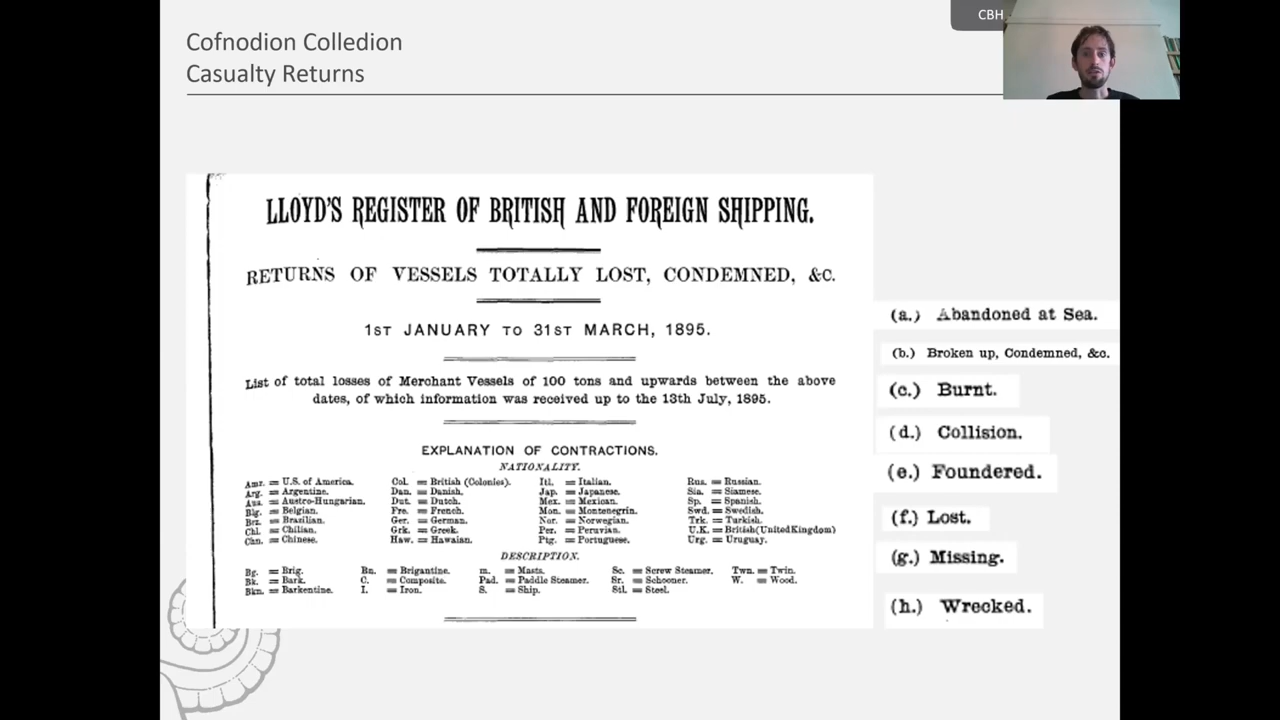 Cofnodion Colledion
Casualty Returns
CBH
LLOYD'S REGISTER OF BRITISH AND FOREIGN SHIPPING.
RETURNS OF VESSELS TOTALLY LOST, CONDEMNED, &C.
1ST JANUARY TO 31ST MARCH, 1895.
List of total losses of Merchant Vessels of 100 tons and upwards between the above
dates, of which information was received up to the 13th July, 1895.
EXPLANATION OF CONTRACTIONS.
NATIONALITY.
Amr. = U.S. of America. Col. = British (Colonies). Itl. = Italian. Rus. = Russian.
Arg. = Argentine. Dan. = Danish. Jap. = Japanese. Sia. = Siamese.
Aus. = Austro-Hungarian. Dut. = Dutch. Mex. = Mexican. Sp. = Spanish.
Blg. = Belgian. Fre. = French. Mon. = Montenegrin. Swd. = Swedish.
Brz. = Brazilian. Ger. = German. Nor. = Norwegian. Trk. = Turkish.
Chl. = Chilian. Grk. = Greek. Per. = Peruvian. U.K. = British (United Kingdom)
Chn. = Chinese. Haw. = Hawaiian. Ptg. = Portuguese. Urg. = Uruguay.
DESCRIPTION.
Bg. = Brig. Bn. = Brigantine. m. = Masts. Sc. = Screw Steamer. Twn. = Twin.
Bk. = Bark. C. = Composite. Pad. = Paddle Steamer. Sr. = Schooner. W. = Wood.
Bkn. = Barkentine. I. = Iron. S. = Ship. Stl. = Steel.
(a.) Abandoned at Sea.
(b.) Broken up, Condemned, &c.
(c.) Burnt.
(d.) Collision.
(e.) Foundered.
(f.) Lost.
(g.) Missing.
(h.) Wrecked.